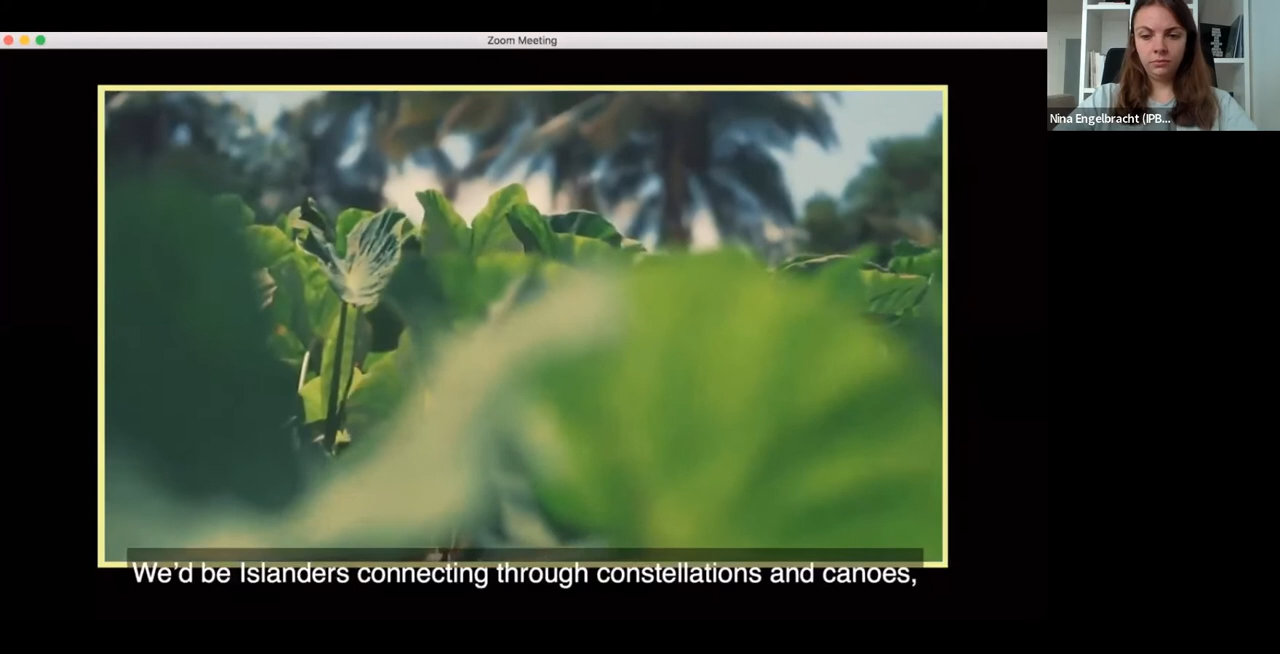 Zoom Meeting
Nina Engelbracht (IPB...
We'd be Islanders connecting through constellations and canoes,